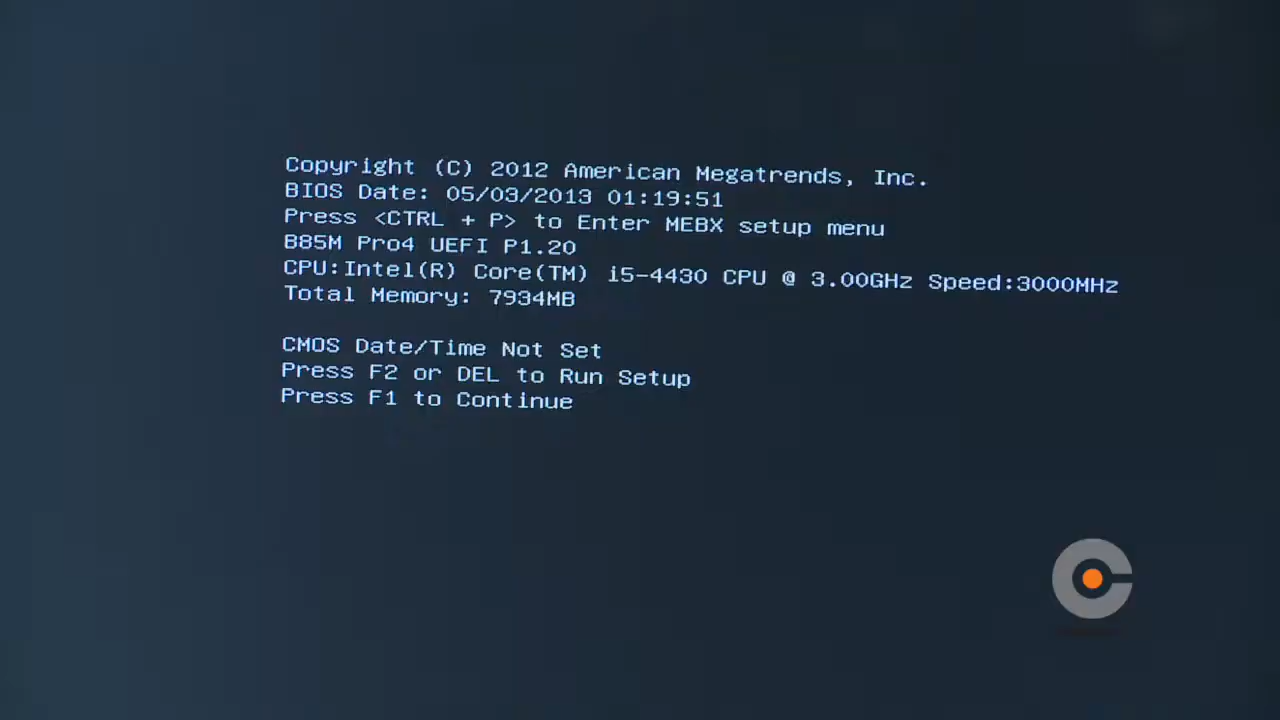 Copyright (C) 2012 American Megatrends, Inc.
BIOS Date: 05/03/2013 01:19:51
Press <CTRL + P> to Enter MEBX setup menu
B85M Pro4 UEFI P1.20
CPU:Intel(R) Core(TM) i5-4430 CPU @ 3.00GHz Speed:3000MHz
Total Memory: 7934MB
CMOS Date/Time Not Set
Press F2 or DEL to Run Setup
Press F1 to Continue